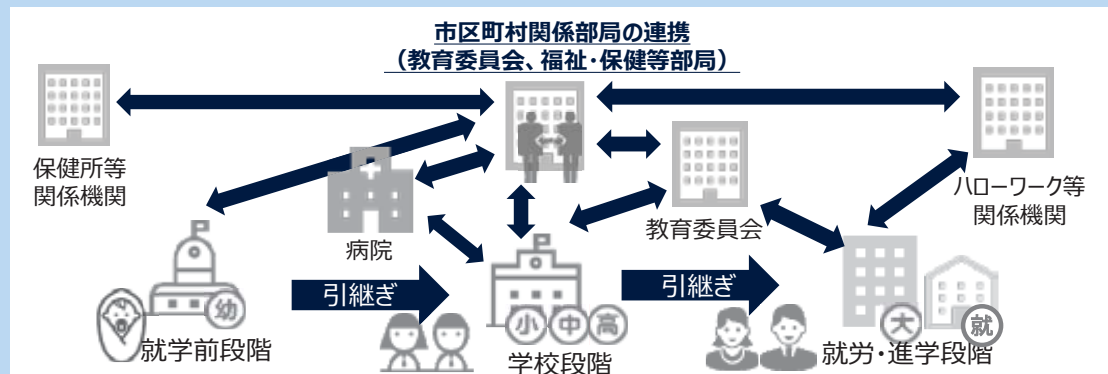 市区町村関係部局の連携
（教育委員会、福祉・保健等部局）
保健所等
関係機関
病院
教育委員会
ハローワーク等
関係機関
引継ぎ
引継ぎ
幼
小
中
高
大
就
就学前段階
学校段階
就労・進学段階